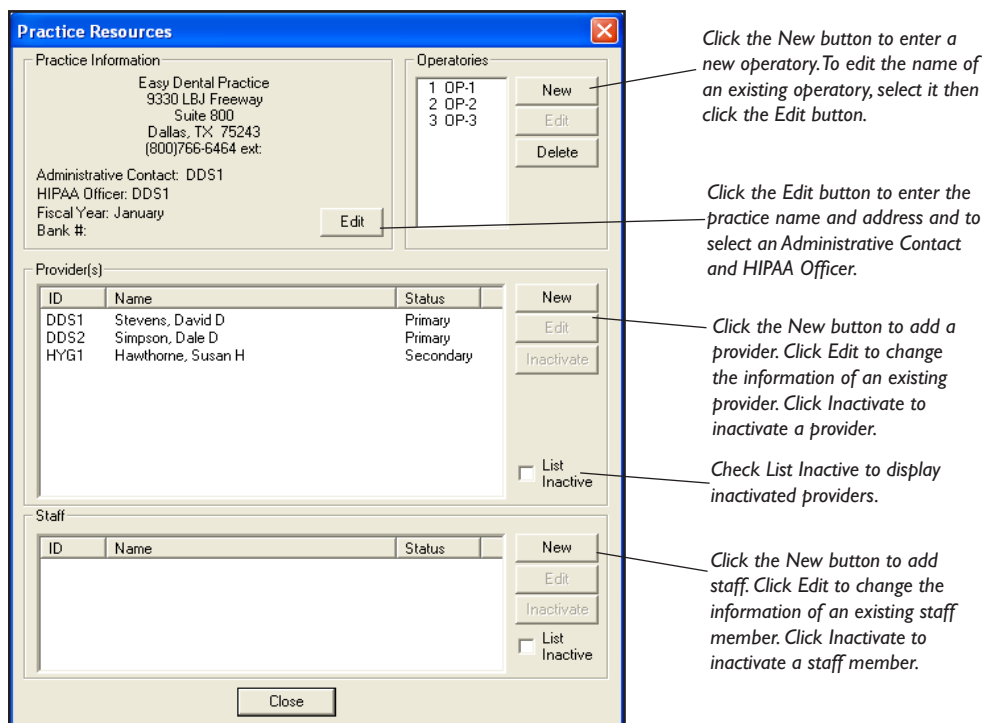 Practice Resources
Practice Information
Easy Dental Practice
9330 LBJ Freeway
Suite 800
Dallas, TX 75243
(800)766-6464 ext:
Administrative Contact: DDS1
HIPAA Officer: DDS1
Fiscal Year: January
Bank #:
Edit
Operatories
1 OP-1
2 OP-2
3 OP-3
New
Edit
Delete
Click the New button to enter a
new operatory. To edit the name of
an existing operatory, select it then
click the Edit button.
Click the Edit button to enter the
practice name and address and to
select an Administrative Contact
and HIPAA Officer.
Provider(s)
ID Name Status
DDS1 Stevens, David D Primary
DDS2 Simpson, Dale D Primary
HYG1 Hawthorne, Susan H Secondary
New
Edit
Inactivate
List
Inactive
Click the New button to add a
provider. Click Edit to change
the information of an existing
provider. Click Inactivate to
inactivate a provider.
Check List Inactive to display
inactivated providers.
Staff
ID Name Status
New
Edit
Inactivate
List
Inactive
Click the New button to add
staff. Click Edit to change the
information of an existing staff
member. Click Inactivate to
inactivate a staff member.
Close